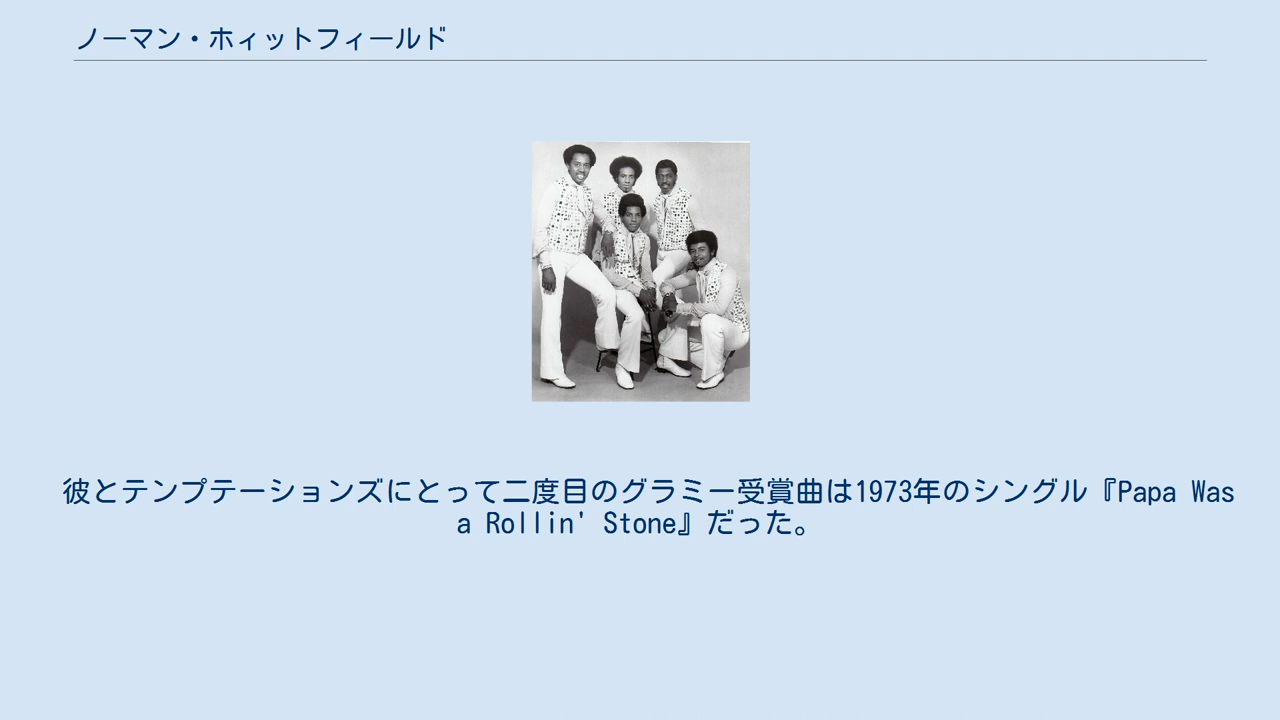 ノーマン・ホィットフィールド
彼とテンプテーションズにとって二度目のグラミー受賞曲は1973年のシングル『Papa Was
a Rollin' Stone』だった。